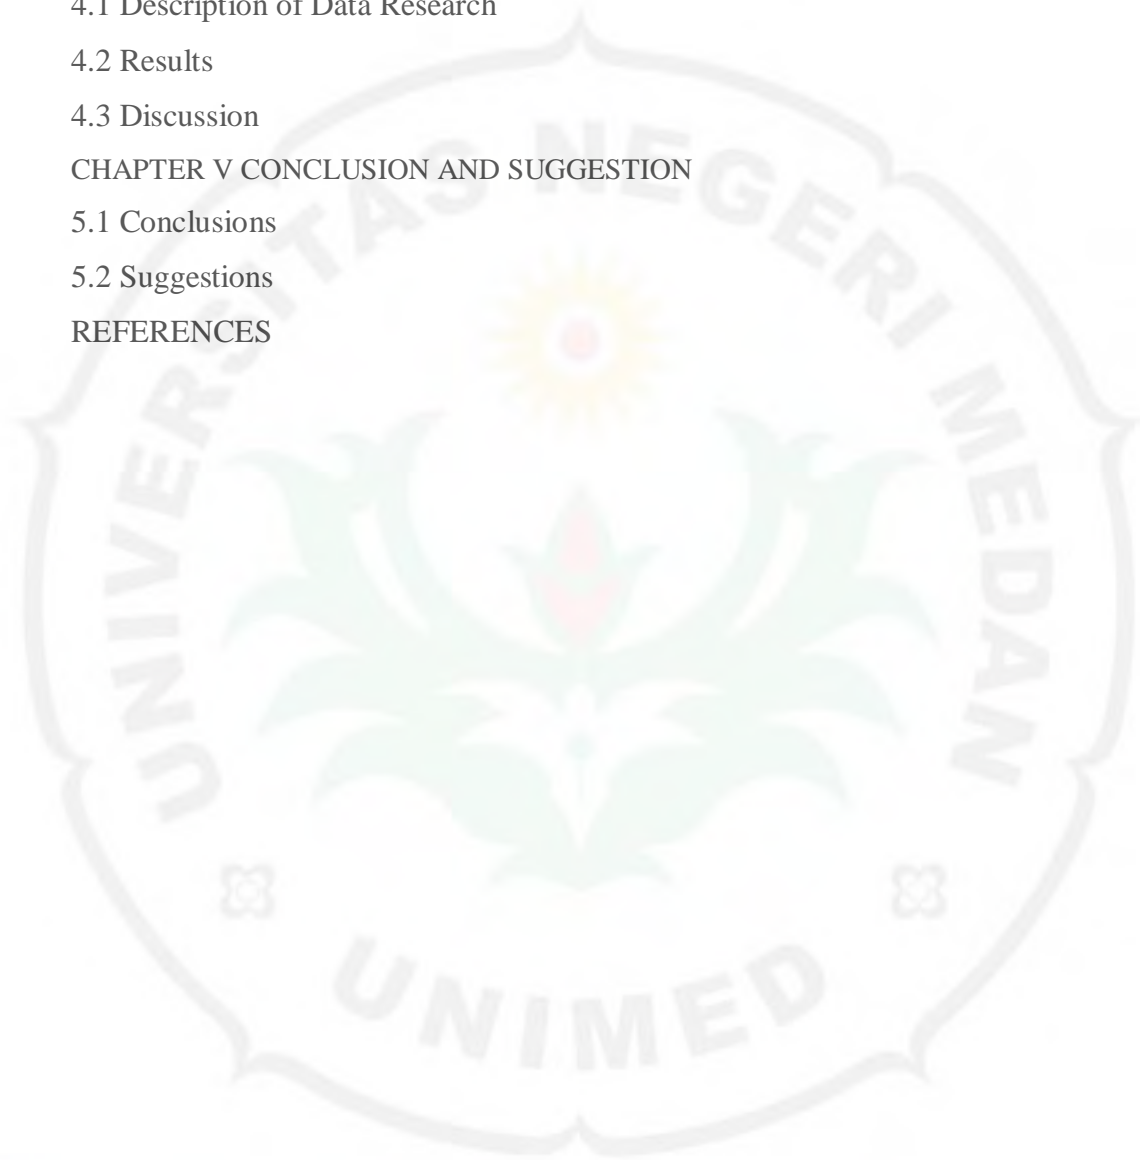 4.1 Description of Data Research
4.2 Results
4.3 Discussion
CHAPTER V CONCLUSION AND SUGGESTION
5.1 Conclusions
5.2 Suggestions
REFERENCES
UNIVERSITAS NEGERI MEDAN
UNIMED